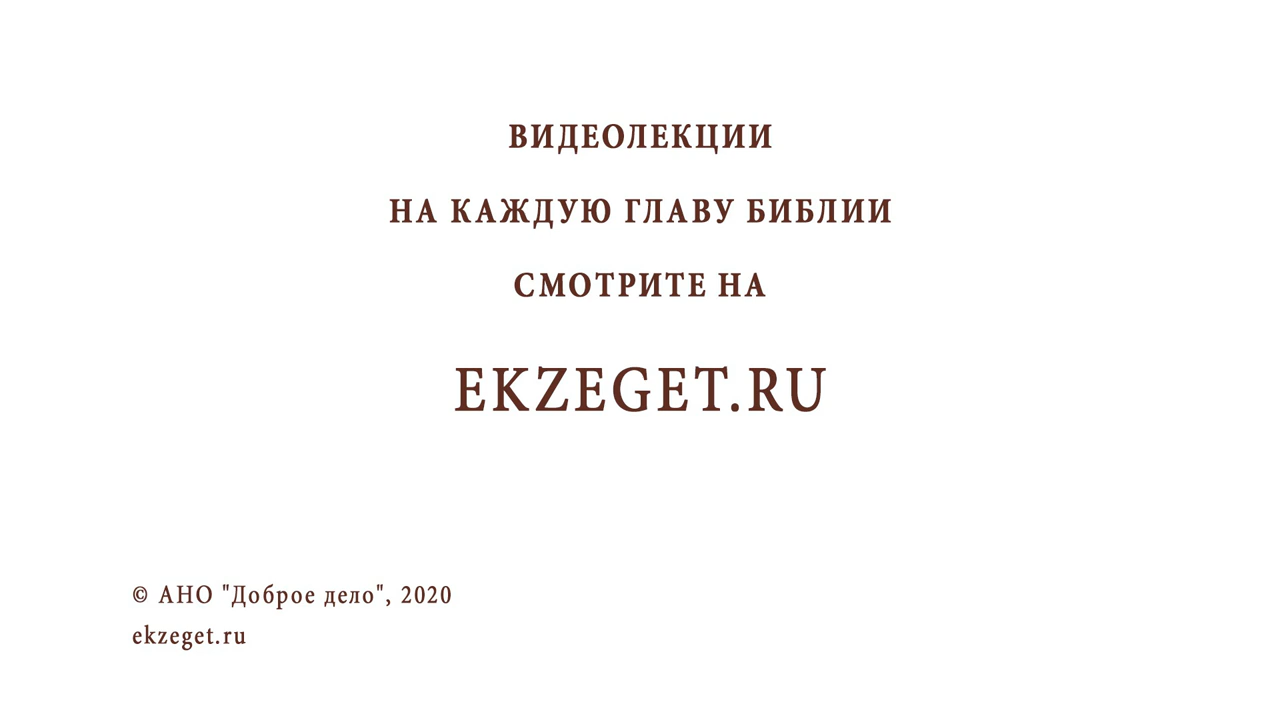 ВИДЕОЛЕКЦИИ
НА КАЖДУЮ ГЛАВУ БИБЛИИ
СМОТРИТЕ НА
EKZEGET.RU
© АНО "Доброе дело", 2020
ekzeget.ru